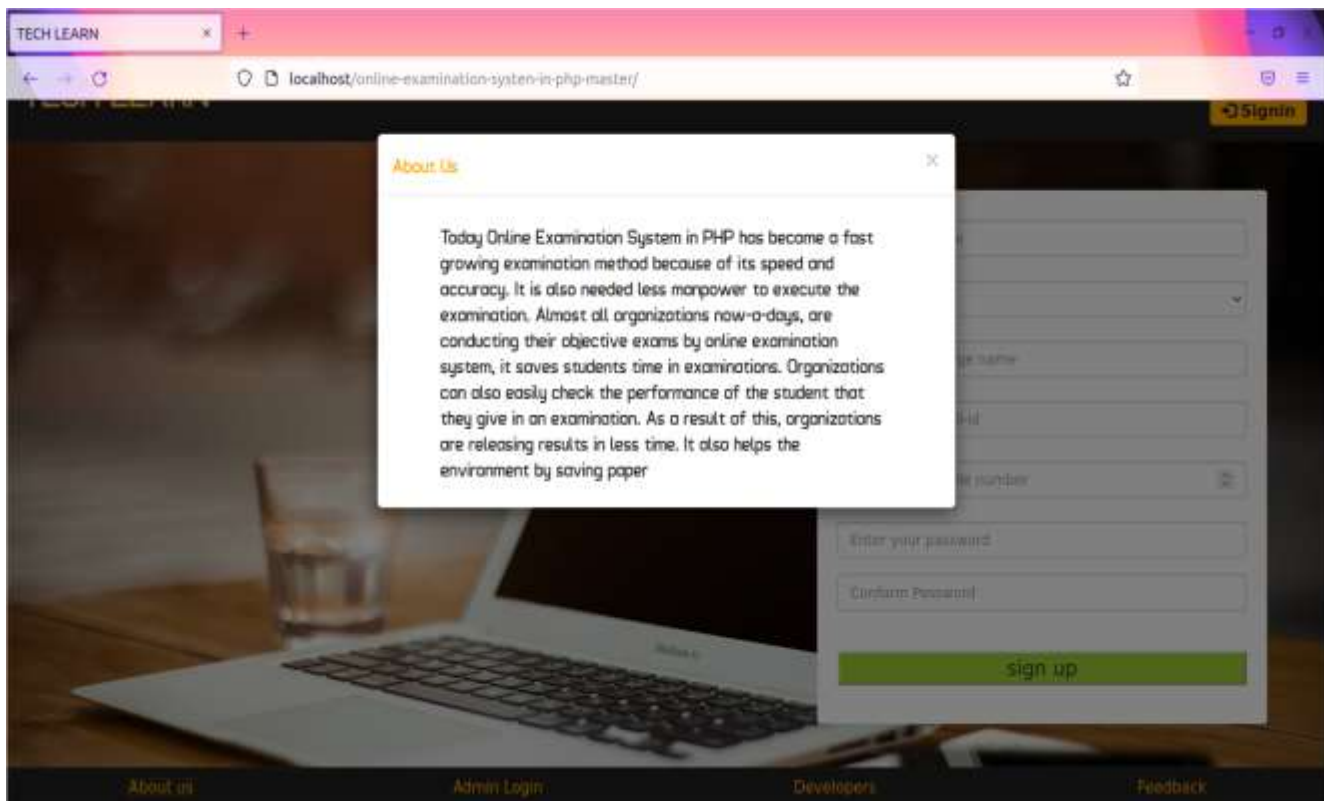 TECH LEARN
localhost/online-examination-systen-in-php-master/
TECH LEARN
Signin
About Us
Today Online Examination System in PHP has become a fast
growing examination method because of its speed and
accuracy. It is also needed less manpower to execute the
examination. Almost all organizations now-a-days, are
conducting their objective exams by online examination
system, it saves students time in examinations. Organizations
can also easily check the performance of the student that
they give in an examination. As a result of this, organizations
are releasing results in less time. It also helps the
environment by saving paper
name
number
Enter your password
Conform Password
sign up
About us
Admin Login
Developers
Feedback